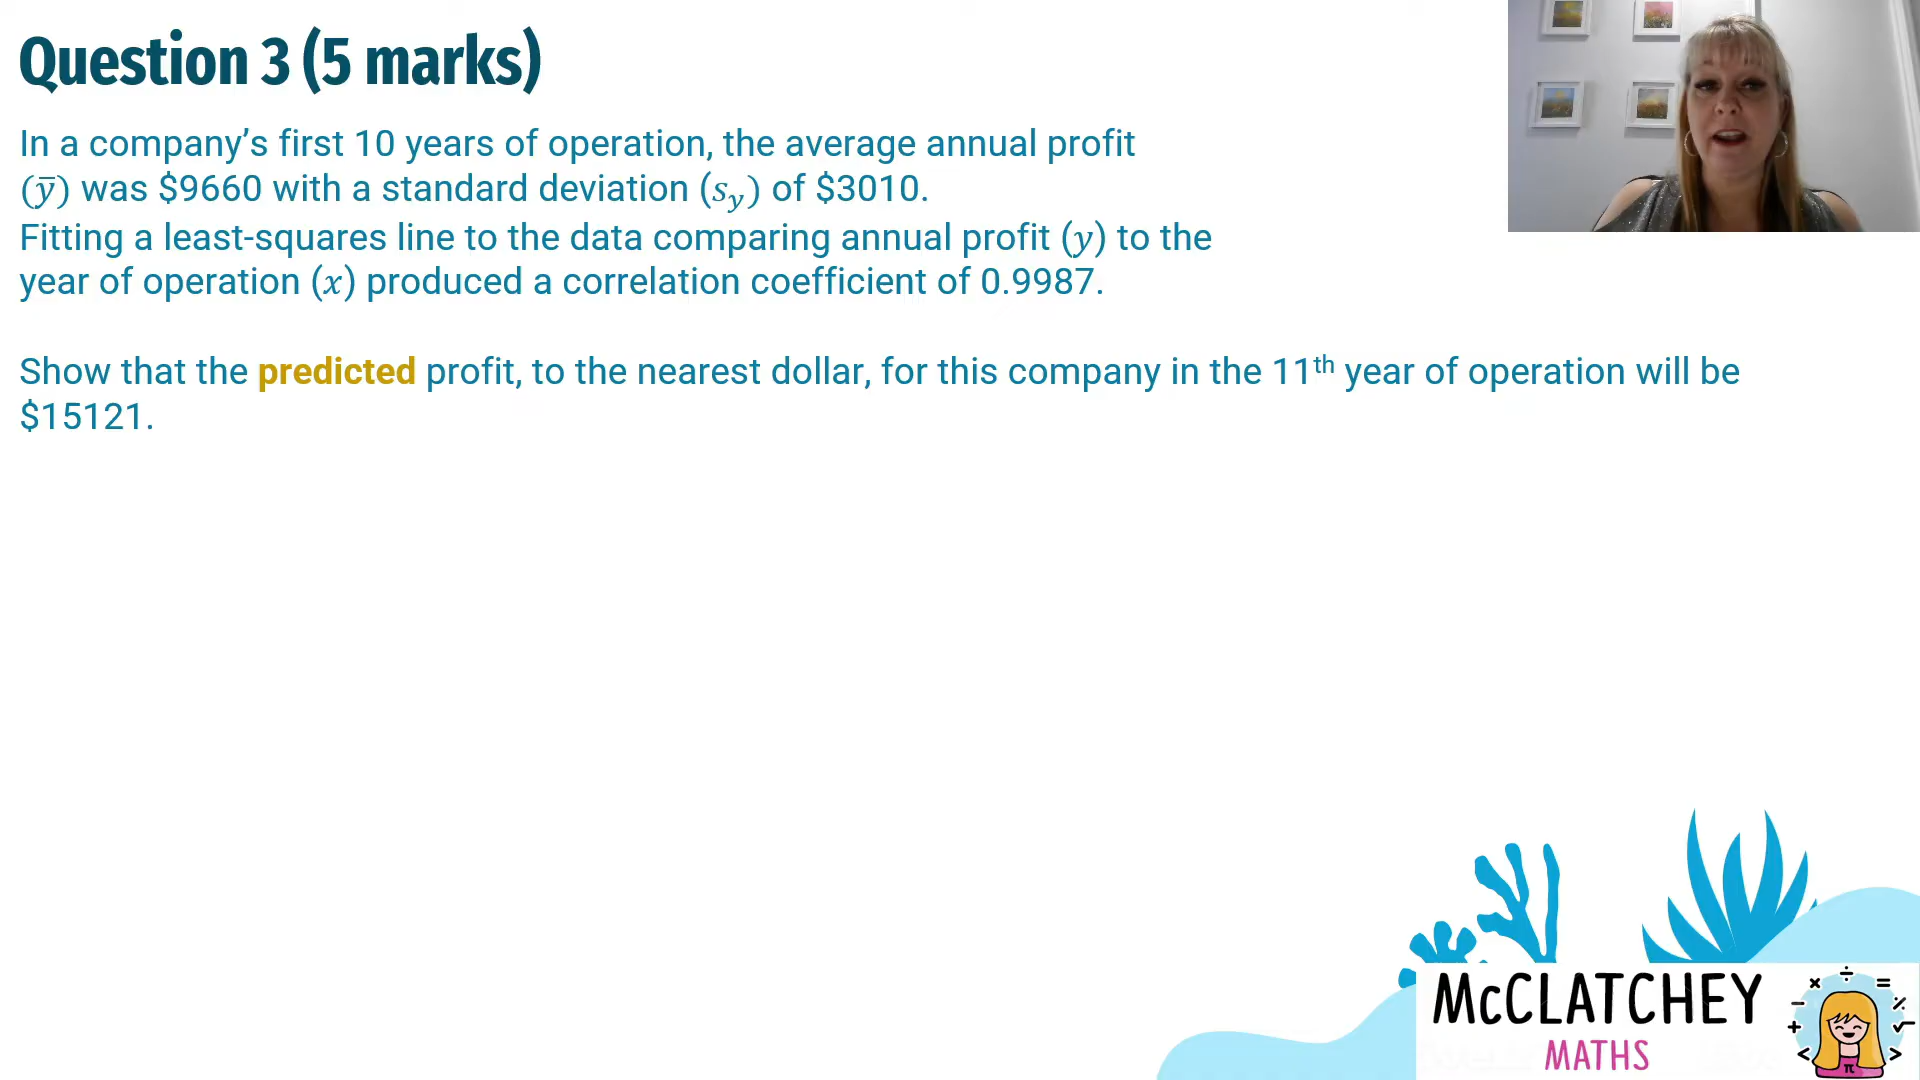 Question 3 (5 marks)
In a company’s first 10 years of operation, the average annual profit
(ȳ) was $9660 with a standard deviation (s_y) of $3010.
Fitting a least-squares line to the data comparing annual profit (y) to the
year of operation (x) produced a correlation coefficient of 0.9987.
Show that the predicted profit, to the nearest dollar, for this company in the 11th year of operation will be
$15121.
McCLATCHEY
MATHS
× ÷ = − ٪ + √ < > π